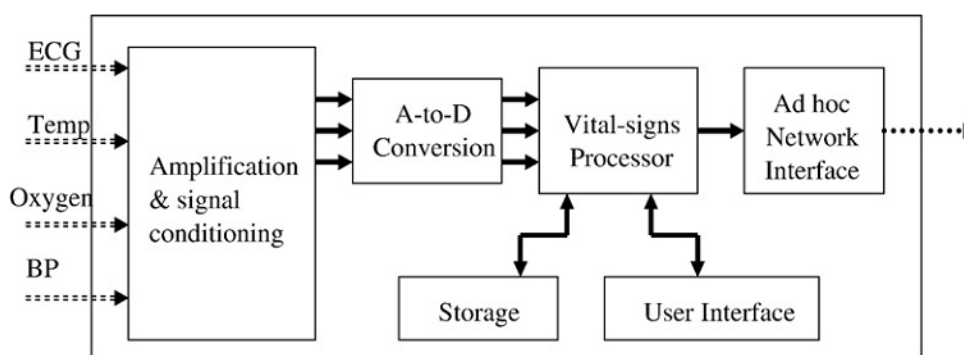 ECG
Temp
Oxygen
BP
Amplification
& signal
conditioning
A-to-D
Conversion
Vital-signs
Processor
Ad hoc
Network
Interface
Storage
User Interface